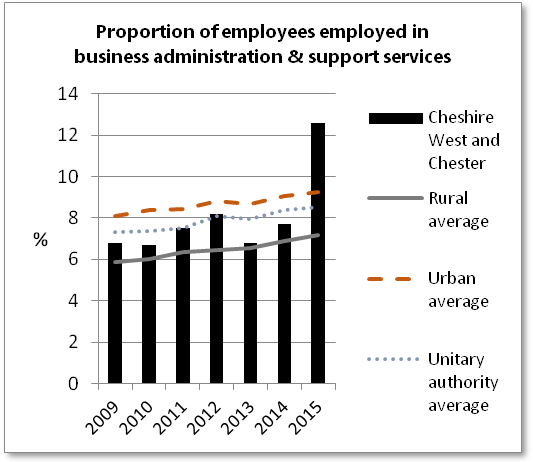 Proportion of employees employed in
business administration & support services
14
12
10
8
6
4
2
0
%
2009
2010
2011
2012
2013
2014
2015
Cheshire
West and
Chester
Rural
average
Urban
average
Unitary
authority
average